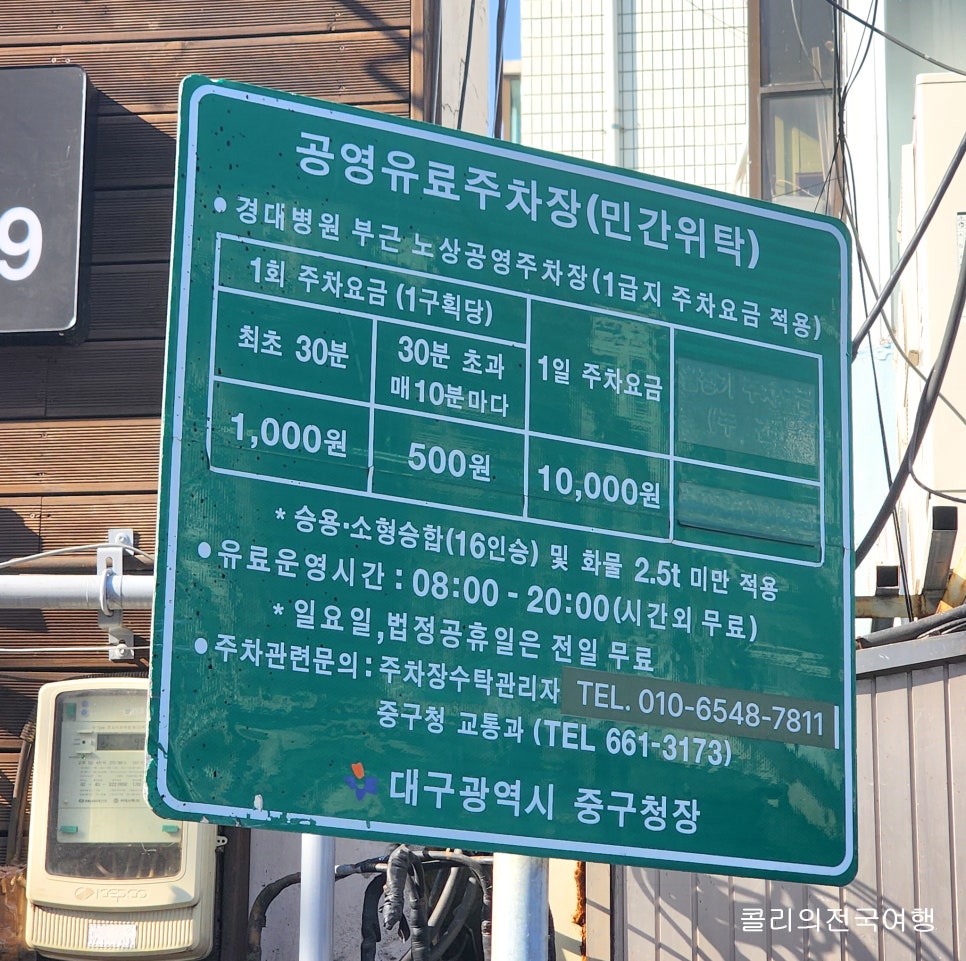 9
공영유료주차장(민간위탁)
• 경대병원 부근 노상공영주차장(1급지 주차요금 적용)
1회 주차요금 (1구획당)
최초 30분
30분 초과
매10분마다
1일 주차요금
1,000원
500원
10,000원
* 승용·소형승합(16인승) 및 화물 2.5t 미만 적용
• 유료운영시간 : 08:00 - 20:00(시간외 무료)
* 일요일,법정공휴일은 전일 무료
• 주차관련문의 : 주차장수탁관리자 TEL. 010-6548-7811
중구청 교통과 (TEL 661-3173)
대구광역시 중구청장
KEPCO
콜리의전국여행